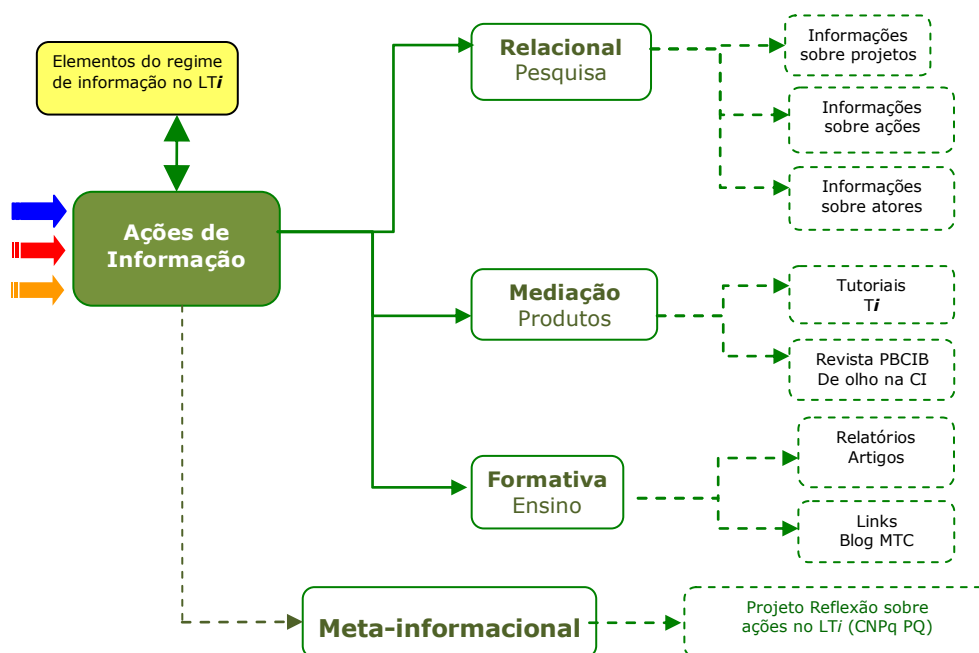 Elementos do regime
de informação no LTi
Ações de
Informação
Relacional
Pesquisa
Informações
sobre projetos
Informações
sobre ações
Informações
sobre atores
Mediação
Produtos
Tutoriais
Ti
Revista PBCIB
De olho na CI
Formativa
Ensino
Relatórios
Artigos
Links
Blog MTC
Meta-informacional
Projeto Reflexão sobre
ações no LTi (CNPq PQ)